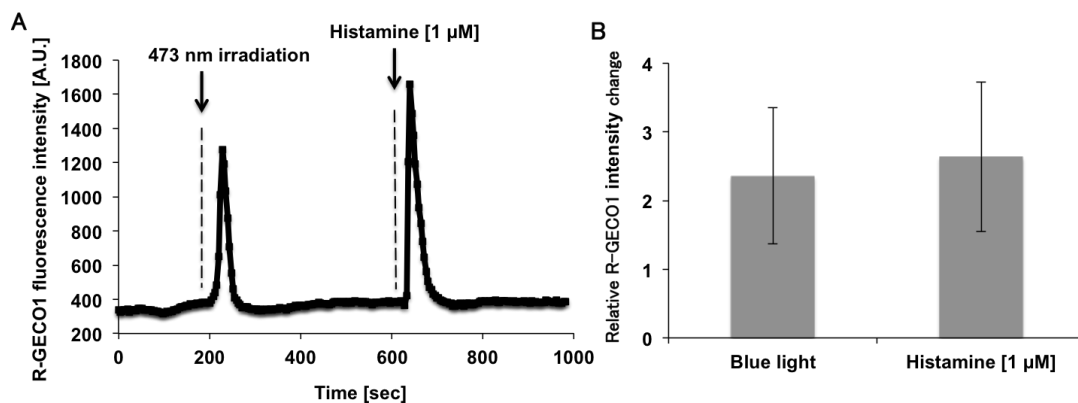 A
473 nm irradiation
Histamine [1 µM]
R-GECO1 fluorescence intensity [A.U.]
1800
1600
1400
1200
1000
800
600
400
200
0
200
400
600
800
1000
Time [sec]
B
Relative R-GECO1 intensity change
4
3
2
1
0
Blue light
Histamine [1 µM]